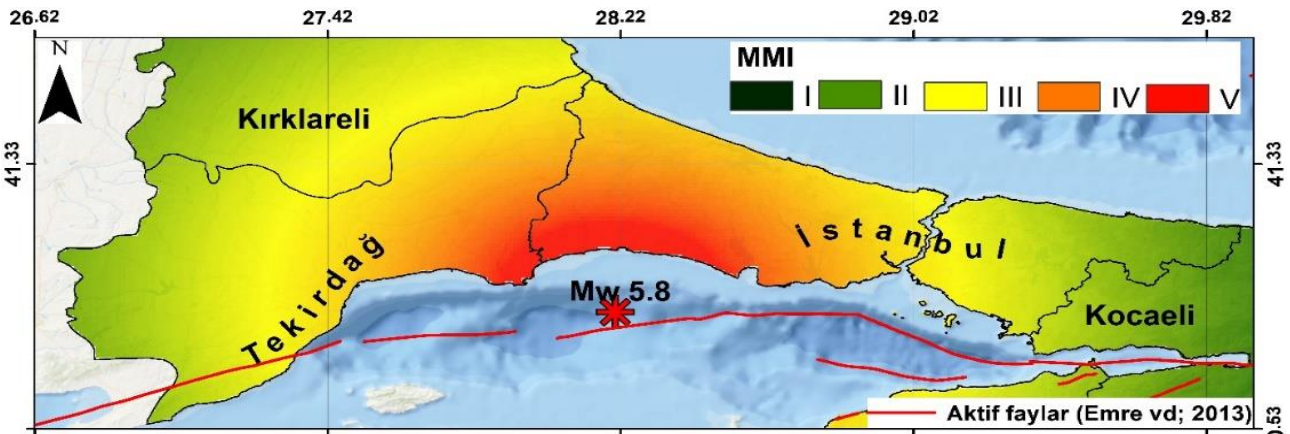 26.62 27.42 28.22 29.02 29.82
N
MMI
I II III IV V
Kırklareli
41.33 41.33
İstanbul
Tekirdağ
Mw 5.8
Kocaeli
Aktif faylar (Emre vd; 2013)